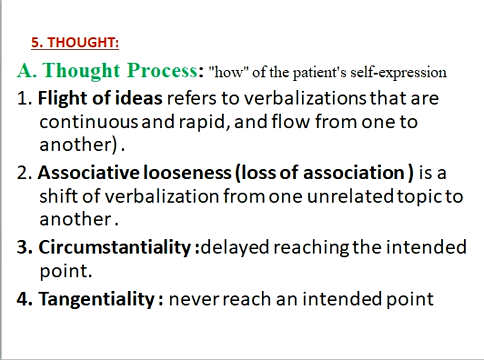 5. THOUGHT:
A. Thought Process: "how" of the patient's self-expression
1. Flight of ideas refers to verbalizations that are
continuous and rapid, and flow from one to
another).
2. Associative looseness (loss of association) is a
shift of verbalization from one unrelated topic to
another.
3. Circumstantiality :delayed reaching the intended
point.
4. Tangentiality : never reach an intended point